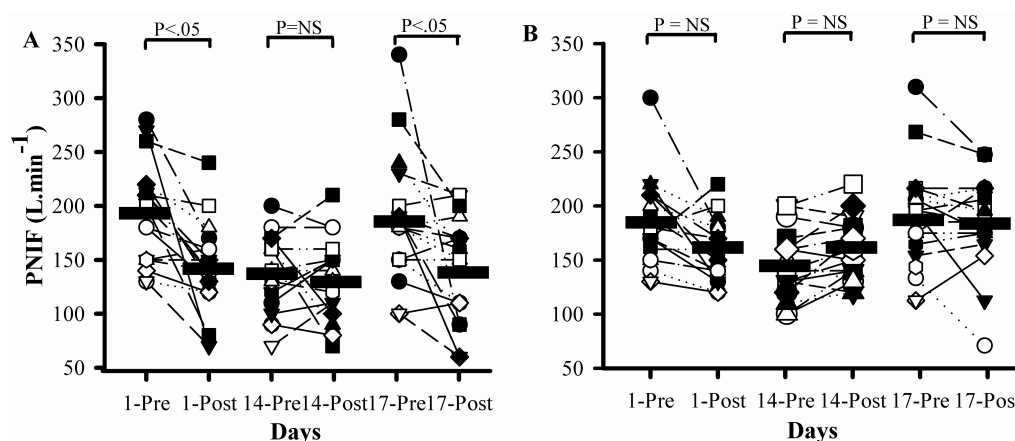 A
P<.05
P=NS
P<.05
350
300
250
200
150
100
50
PNIF (L.min-1)
1-Pre 1-Post 14-Pre 14-Post 17-Pre 17-Post
Days
B
P = NS
P = NS
P = NS
350
300
250
200
150
100
50
1-Pre 1-Post 14-Pre 14-Post 17-Pre 17-Pos
Days